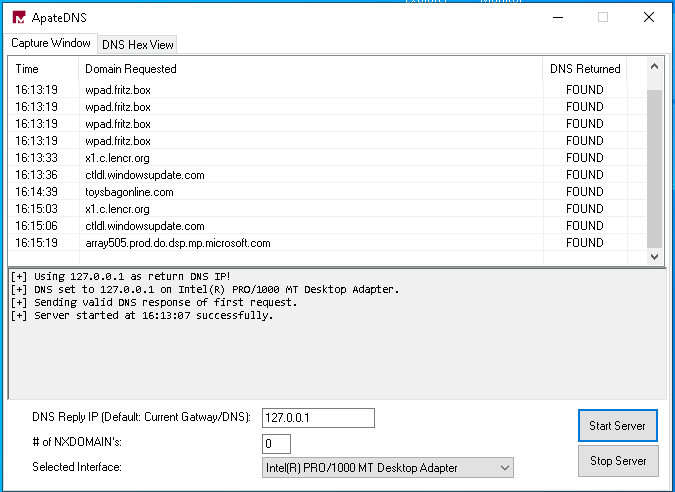 ApateDNS
Capture Window DNS Hex View
Time Domain Requested DNS Returned
16:13:19 wpad.fritz.box FOUND
16:13:19 wpad.fritz.box FOUND
16:13:19 wpad.fritz.box FOUND
16:13:19 wpad.fritz.box FOUND
16:13:33 x1.c.lencr.org FOUND
16:13:36 ctldl.windowsupdate.com FOUND
16:14:39 toysbagonline.com FOUND
16:15:03 x1.c.lencr.org FOUND
16:15:06 ctldl.windowsupdate.com FOUND
16:15:19 array505.prod.do.dsp.mp.microsoft.com FOUND
[+] Using 127.0.0.1 as return DNS IP!
[+] DNS set to 127.0.0.1 on Intel(R) PRO/1000 MT Desktop Adapter.
[+] Sending valid DNS response of first request.
[+] Server started at 16:13:07 successfully.
DNS Reply IP (Default: Current Gatway/DNS): 127.0.0.1
# of NXDOMAIN's: 0
Selected Interface: Intel(R) PRO/1000 MT Desktop Adapter
Start Server
Stop Server